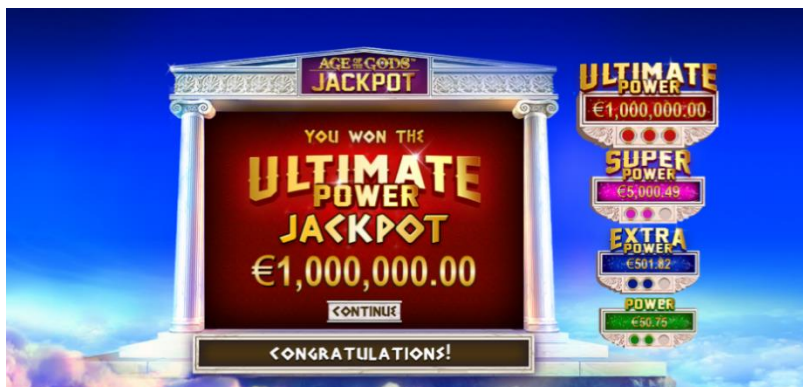 AGE OF THE GODS™
JACKPOT
YOU WON THE
ULTIMATE
POWER
JACKPOT
€1,000,000.00
CONTINUE
CONGRATULATIONS!
ULTIMATE
POWER
€1,000,000.00
SUPER
POWER
€5,000.49
EXTRA
POWER
€501.82
POWER
€50.75